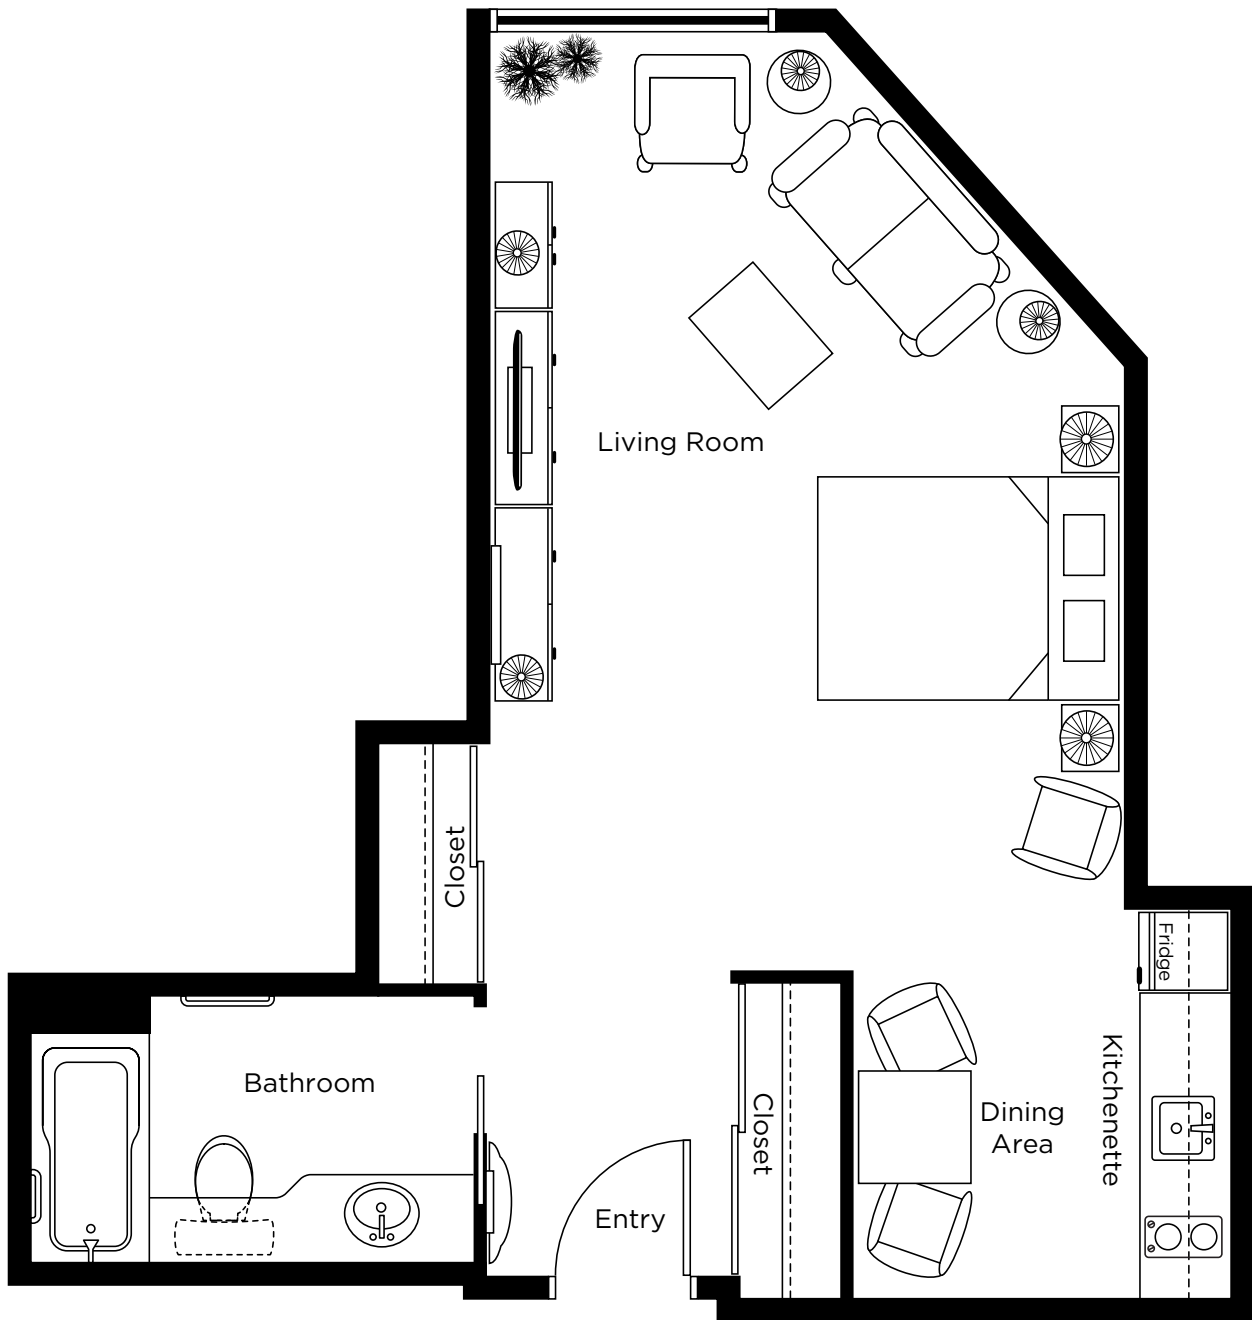 Living Room
Closet
Fridge
Bathroom
Closet
Dining
Area
Kitchenette
Entry